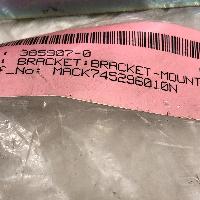 : 385907-0
: BRACKET;BRACKET-MOUNT
f_No: MACK745296010N